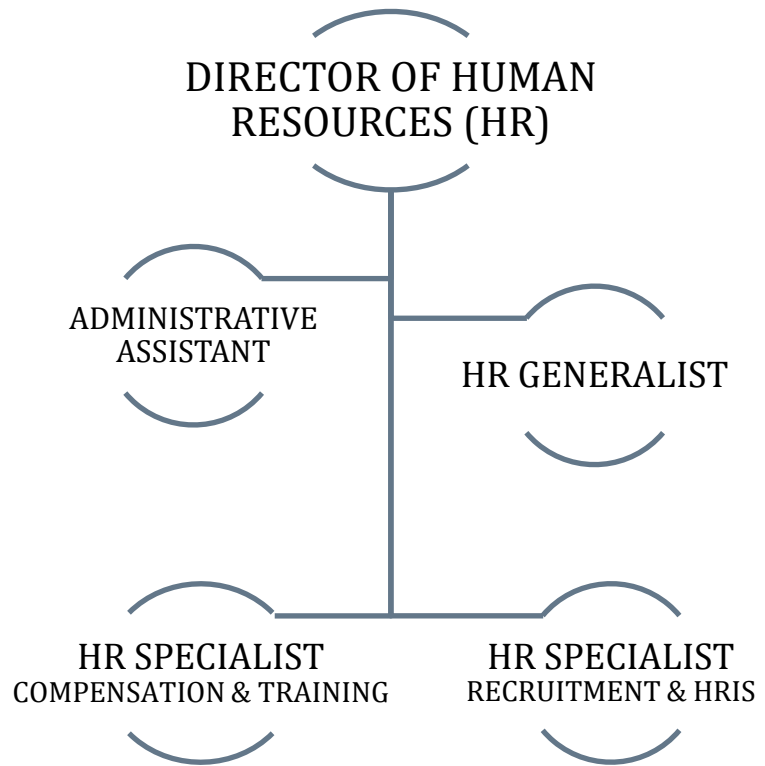 DIRECTOR OF HUMAN
RESOURCES (HR)
ADMINISTRATIVE
ASSISTANT
HR GENERALIST
HR SPECIALIST
COMPENSATION & TRAINING
HR SPECIALIST
RECRUITMENT & HRIS